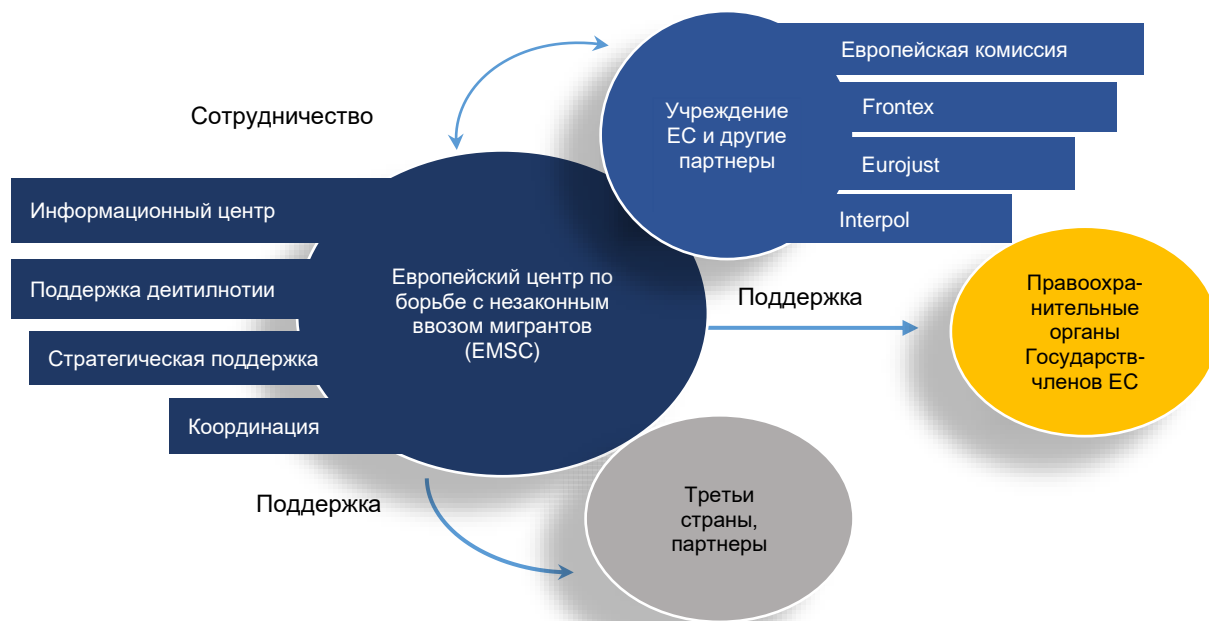 Европейская комиссия
Учреждение
ЕС и другие
партнеры
Frontex
Eurojust
Interpol
Сотрудничество
Информационный центр
Поддержка деитилнотии
Стратегическая поддержка
Координация
Европейский центр по
борьбе с незаконным
ввозом мигрантов
(EMSC)
Поддержка
Правоохра-
нительные
органы
Государств-
членов ЕС
Поддержка
Третьи
страны,
партнеры